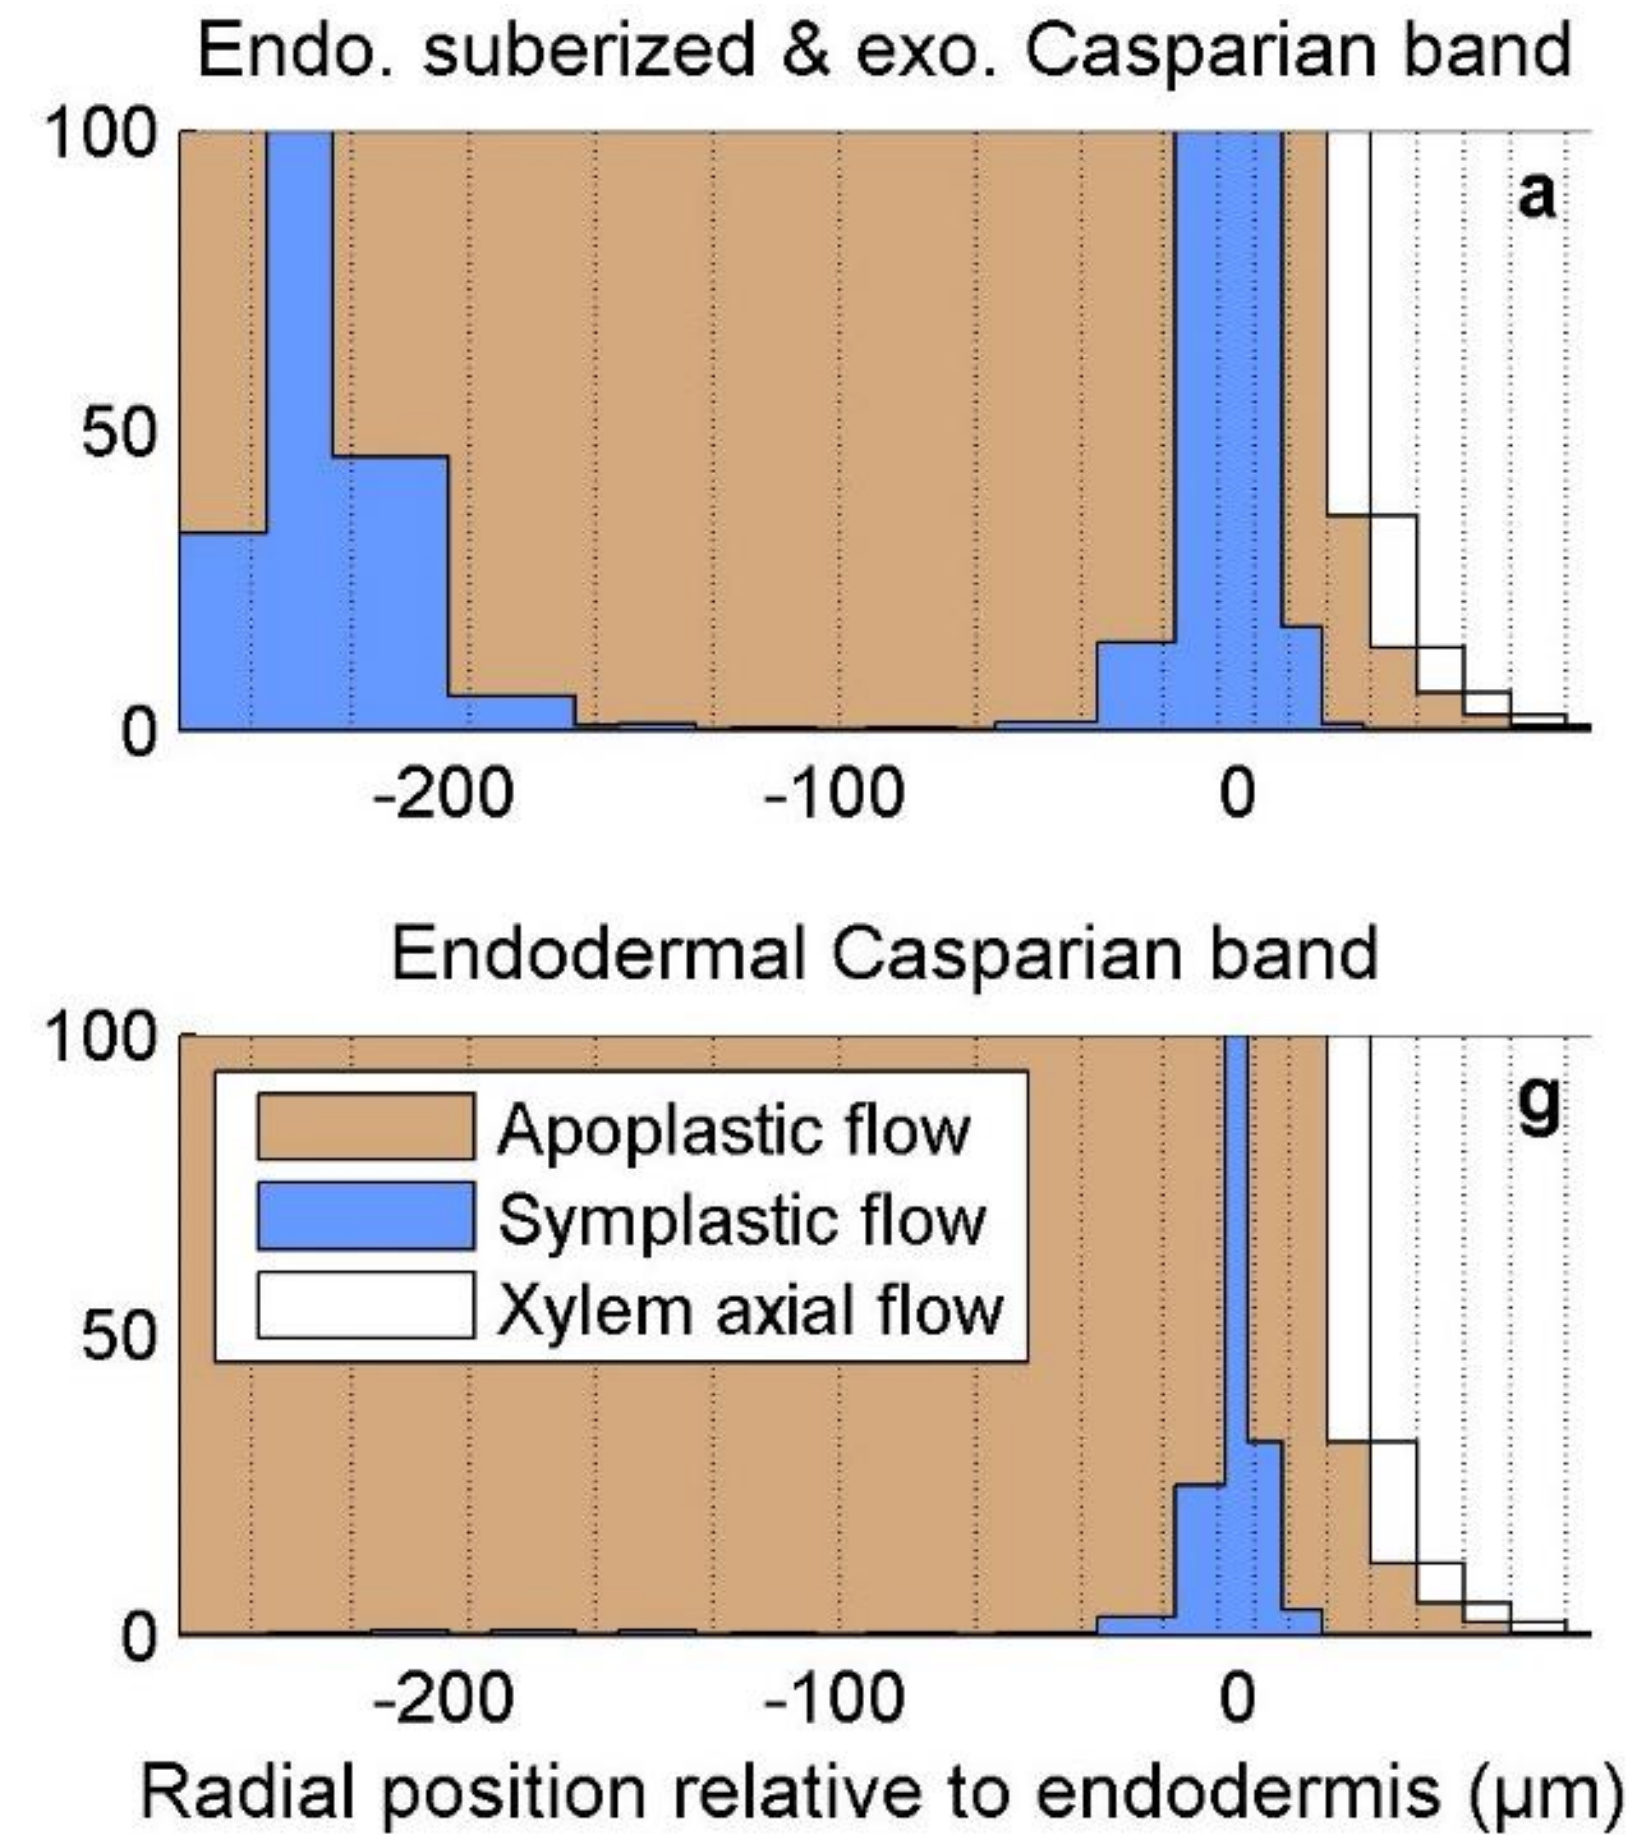 Endo. suberized & exo. Casparian band
100
a
50
0
-200 -100 0
Endodermal Casparian band
100
g
Apoplastic flow
Symplastic flow
50
Xylem axial flow
0
-200 -100 0
Radial position relative to endodermis (µm)